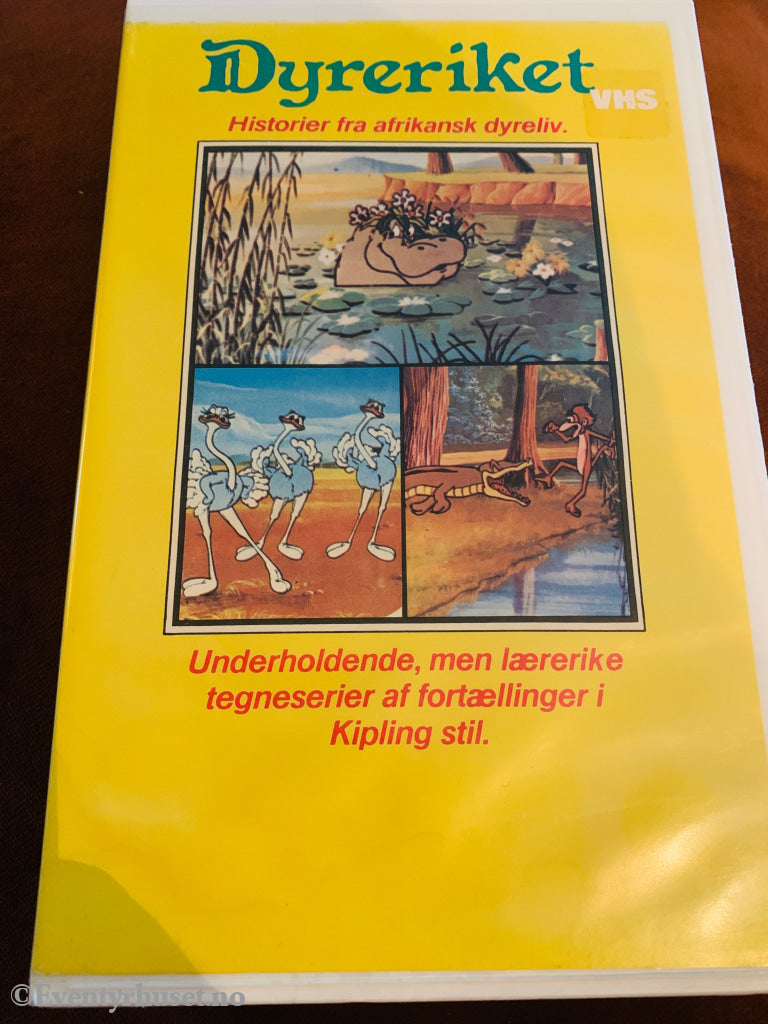 Dyreriket
VHS
Historier fra afrikansk dyreliv.
Underholdende, men lærerike
tegneserier af fortællinger i
Kipling stil.
©Eventyrhuset.no